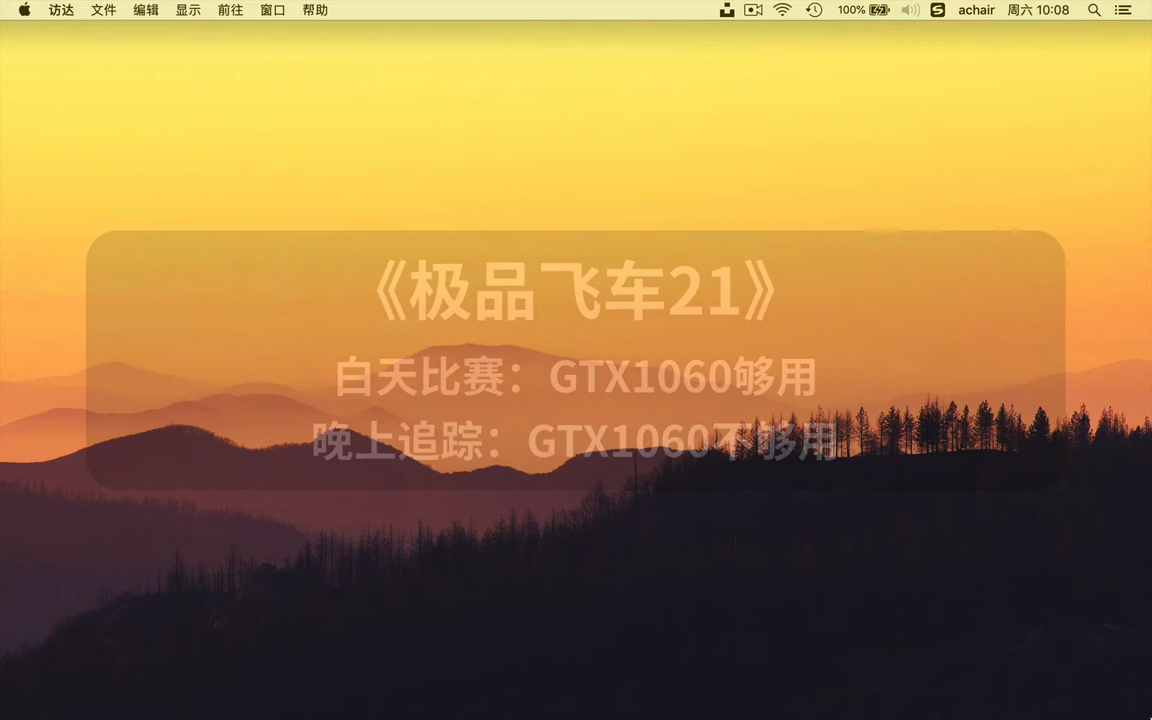 访达 文件 编辑 显示 前往 窗口 帮助 100% achair 周六 10:08
《极品飞车21》
白天比赛：GTX1060够用
晚上追踪：GTX1060不够用